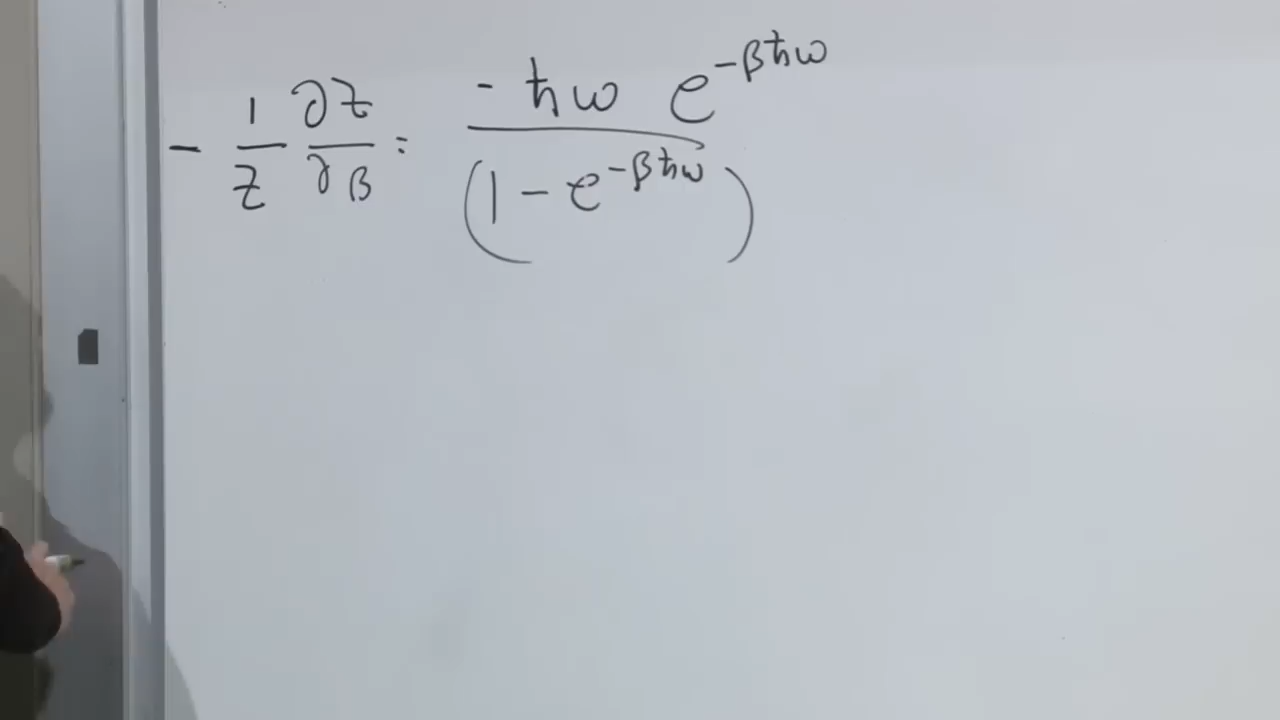 - 1/Z ∂Z/∂β = -ħω e^{-βħω} / (1 - e^{-βħω})